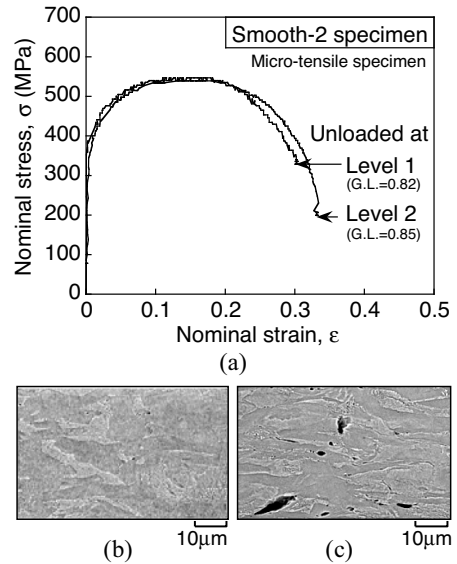 (a)
700
600
500
400
300
200
100
0
Nominal stress, σ (MPa)
Smooth-2 specimen
Micro-tensile specimen
Unloaded at
Level 1
(G.L.=0.82)
Level 2
(G.L.=0.85)
0 0.1 0.2 0.3 0.4 0.5
Nominal strain, ε
(a)
10μm 10μm
(b) (c)